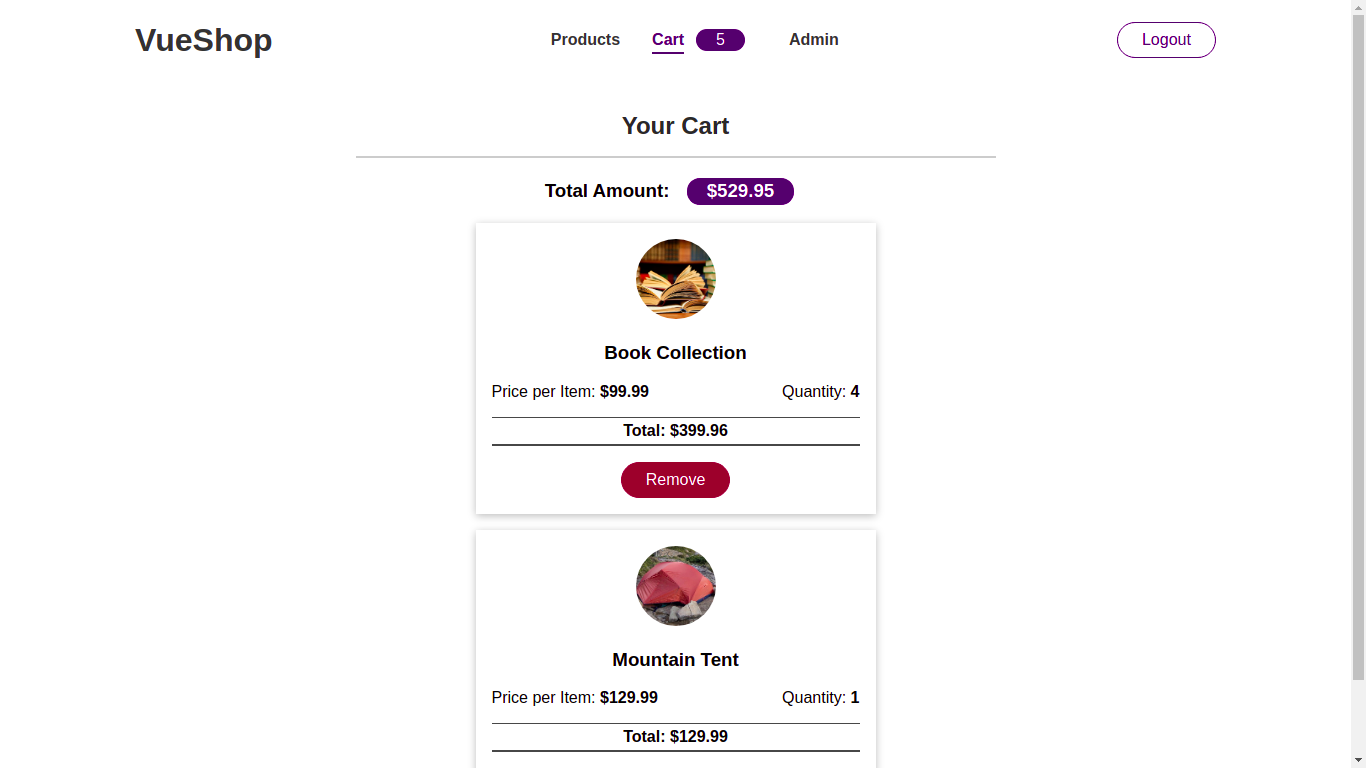 VueShop
Products Cart 5 Admin
Logout
Your Cart
Total Amount: $529.95
Book Collection
Price per Item: $99.99 Quantity: 4
Total: $399.96
Remove
Mountain Tent
Price per Item: $129.99 Quantity: 1
Total: $129.99